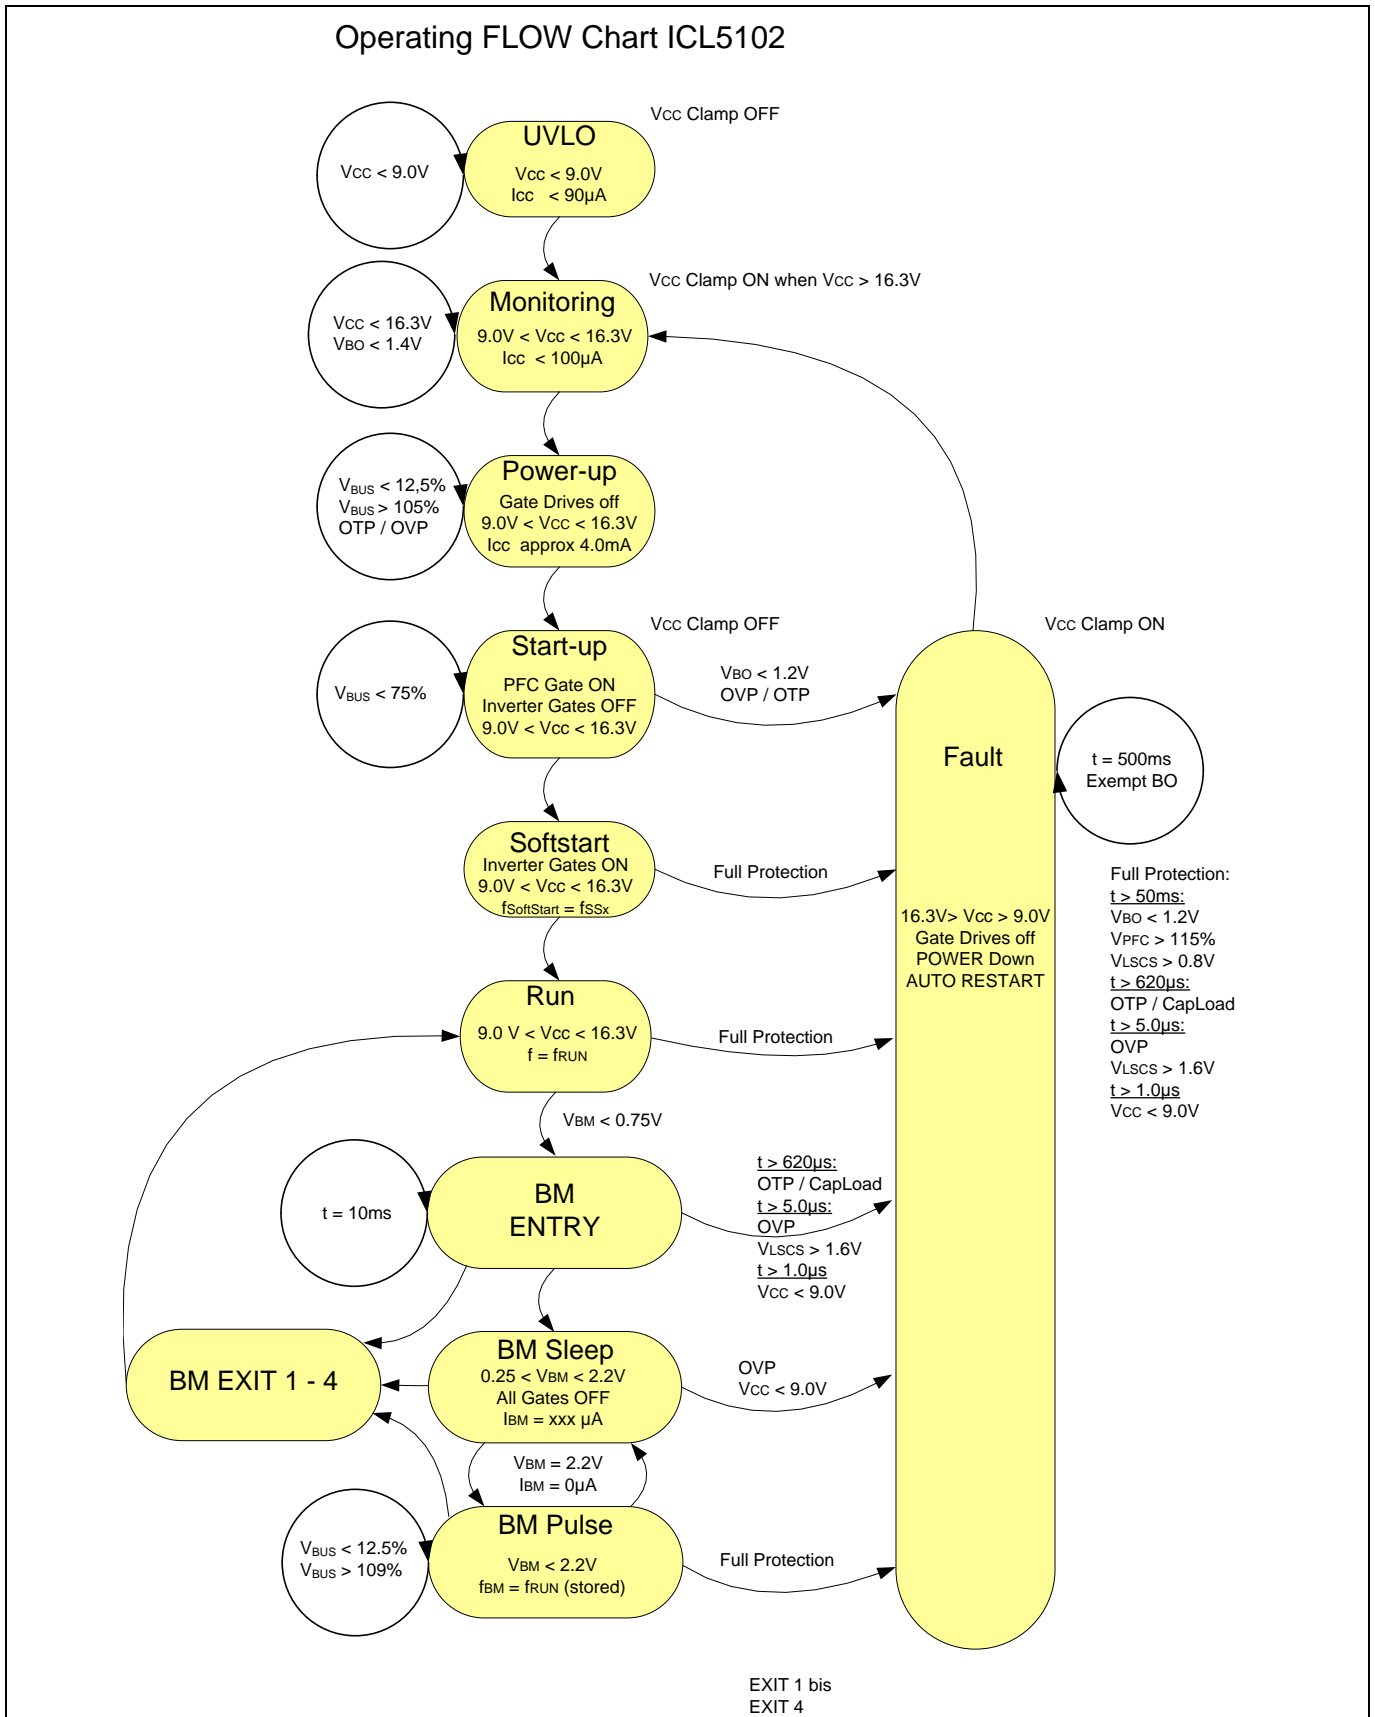 Operating FLOW Chart ICL5102
Vcc Clamp OFF
UVLO
Vcc < 9.0V
Icc < 90µA
Vcc < 9.0V
Vcc Clamp ON when Vcc > 16.3V
Monitoring
9.0V < Vcc < 16.3V
Icc < 100µA
Vcc < 16.3V
VBO < 1.4V
Power-up
Gate Drives off
9.0V < Vcc < 16.3V
Icc approx 4.0mA
VBUS < 12,5%
VBUS > 105%
OTP / OVP
Vcc Clamp OFF
Start-up
PFC Gate ON
Inverter Gates OFF
9.0V < Vcc < 16.3V
VBUS < 75%
VBO < 1.2V
OVP / OTP
Vcc Clamp ON
Fault
16.3V> Vcc > 9.0V
Gate Drives off
POWER Down
AUTO RESTART
t = 500ms
Exempt BO
Softstart
Inverter Gates ON
9.0V < Vcc < 16.3V
fSoftStart = fSSx
Full Protection
Full Protection:
t > 50ms:
VBO < 1.2V
VPFC > 115%
VLSCS > 0.8V
t > 620µs:
OTP / CapLoad
t > 5.0µs:
OVP
VLSCS > 1.6V
t > 1.0µs
Vcc < 9.0V
Run
9.0 V < Vcc < 16.3V
f = fRUN
Full Protection
VBM < 0.75V
BM
ENTRY
t = 10ms
t > 620µs:
OTP / CapLoad
t > 5.0µs:
OVP
VLSCS > 1.6V
t > 1.0µs
Vcc < 9.0V
BM EXIT 1 - 4
BM Sleep
0.25 < VBM < 2.2V
All Gates OFF
IBM = xxx µA
OVP
Vcc < 9.0V
VBM = 2.2V
IBM = 0µA
BM Pulse
VBM < 2.2V
fBM = fRUN (stored)
VBUS < 12.5%
VBUS > 109%
Full Protection
EXIT 1 bis
EXIT 4